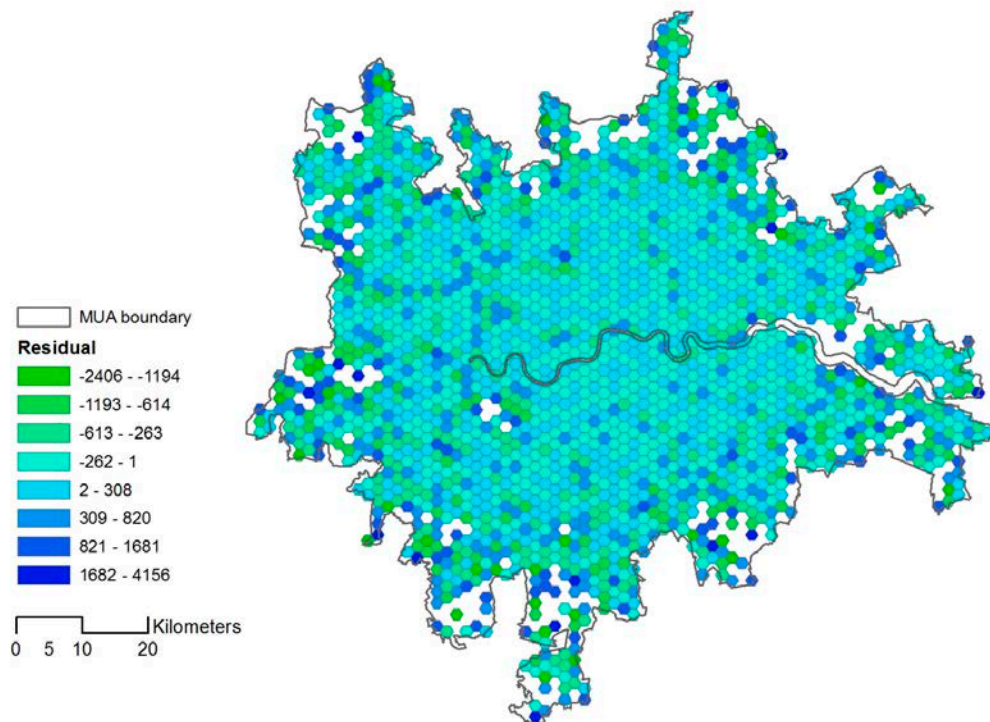 MUA boundary
Residual
-2406 - -1194
-1193 - -614
-613 - -263
-262 - 1
2 - 308
309 - 820
821 - 1681
1682 - 4156
Kilometers
0 5 10 20